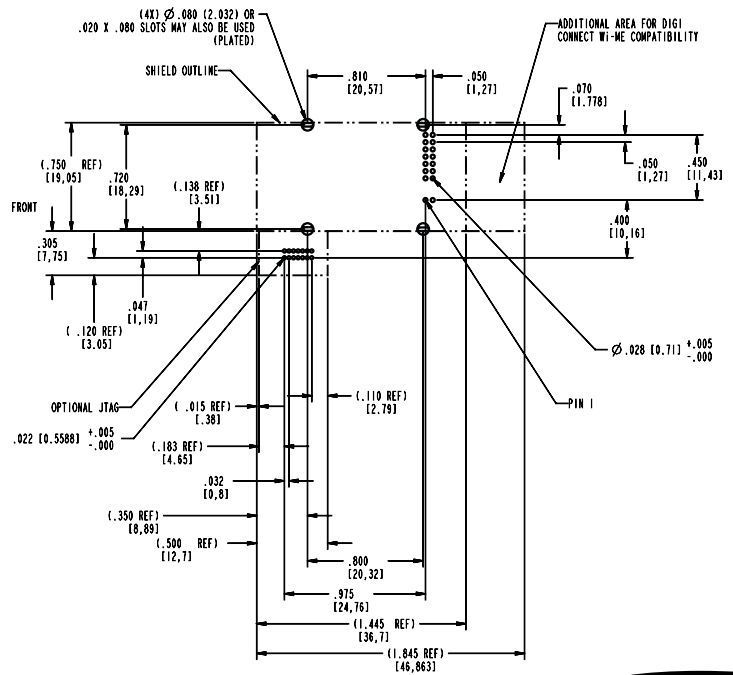 (4X) Ø.080 (2.032) OR
.020 X .080 SLOTS MAY ALSO BE USED
(PLATED)
ADDITIONAL AREA FOR DIGI
CONNECT Wi-ME COMPATIBILITY
SHIELD OUTLINE
.810
[20,57]
.050
[1,27]
.070
[1.778]
(.750 REF)
[19,05]
.720
[18,29]
(.138 REF)
[3.51]
.050
[1,27]
.450
[11,43]
FRONT
.305
[7,75]
.400
[10,16]
.047
[1,19]
( .120 REF)
[3.05]
Ø.028 [0.71] +.005
-.000
OPTIONAL JTAG
( .015 REF)
[.38]
(.110 REF)
[2.79]
PIN 1
.022 [0.5588] +.005
-.000
(.183 REF)
[4.65]
.032
[0,8]
(.350 REF)
[8,89]
(.500 REF)
[12,7]
.800
[20,32]
.975
[24,76]
(1.445 REF)
[36,7]
(1.845 REF)
[46,863]